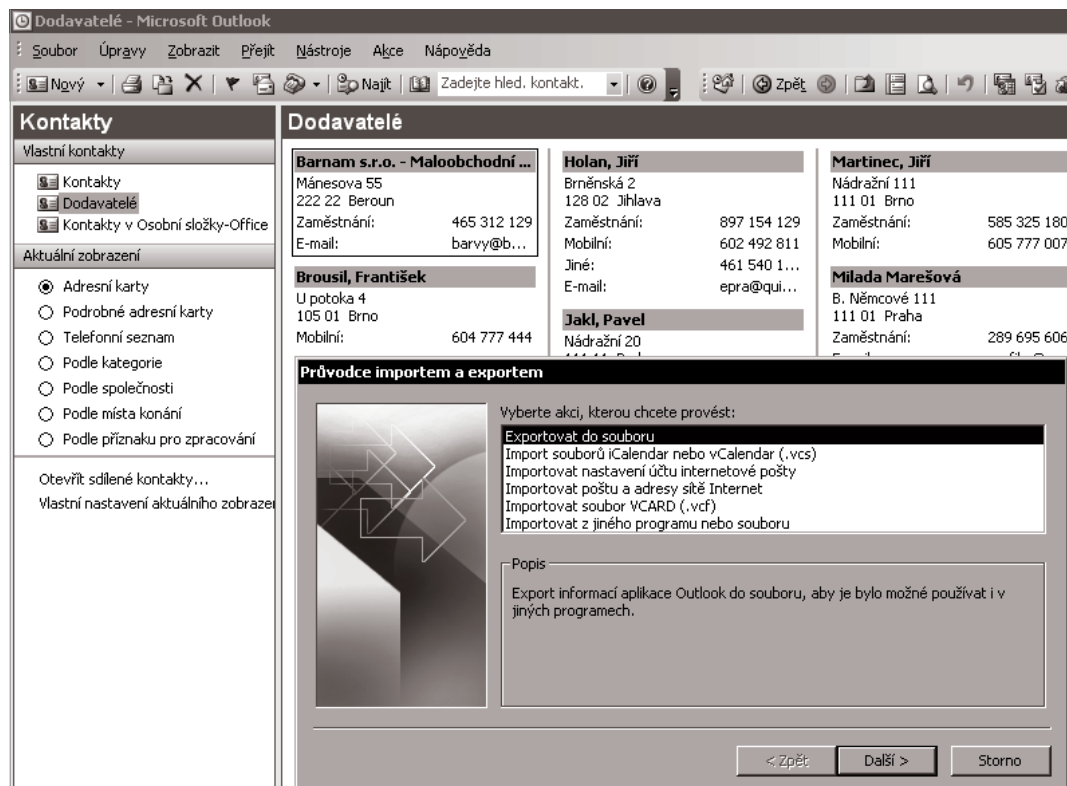 Dodavatelé - Microsoft Outlook
Soubor Úpravy Zobrazit Přejít Nástroje Akce Nápověda
Nový Najít Zadejte hled. kontakt. Zpět
Kontakty
Vlastní kontakty
Kontakty
Dodavatelé
Kontakty v Osobní složky-Office
Aktuální zobrazení
Adresní karty
Podrobné adresní karty
Telefonní seznam
Podle kategorie
Podle společnosti
Podle místa konání
Podle příznaku pro zpracování
Otevřít sdílené kontakty...
Vlastní nastavení aktuálního
Dodavatelé
Barnam s.r.o. - Maloobchodní ...
Mánesova 55
222 22 Beroun
Zaměstnání: 465 312 129
E-mail: barvy@b...
Brousil, František
U potoka 4
105 01 Brno
Mobilní: 604 777 444
Holan, Jiří
Brněnská 2
128 02 Jihlava
Zaměstnání: 897 154 129
Mobilní: 602 492 811
Jiné: 461 540 1...
E-mail: epra@qui...
Jakl, Pavel
Nádražní 20
Martinec, Jiří
Nádražní 111
111 01 Brno
Zaměstnání: 585 325 180
Mobilní: 605 777 007
Milada Marešová
B. Němcové 111
111 01 Praha
Zaměstnání: 289 695 606
Průvodce importem a exportem
Vyberte akci, kterou chcete provést:
Exportovat do souboru
Import souborů iCalendar nebo vCalendar (.vcs)
Importovat nastavení účtu internetové pošty
Importovat poštu a adresy sítě Internet
Importovat soubor VCARD (.vcf)
Importovat z jiného programu nebo souboru
Popis
Export informací aplikace Outlook do souboru, aby je bylo možné používat i v
jiných programech.
< Zpět Další > Storno